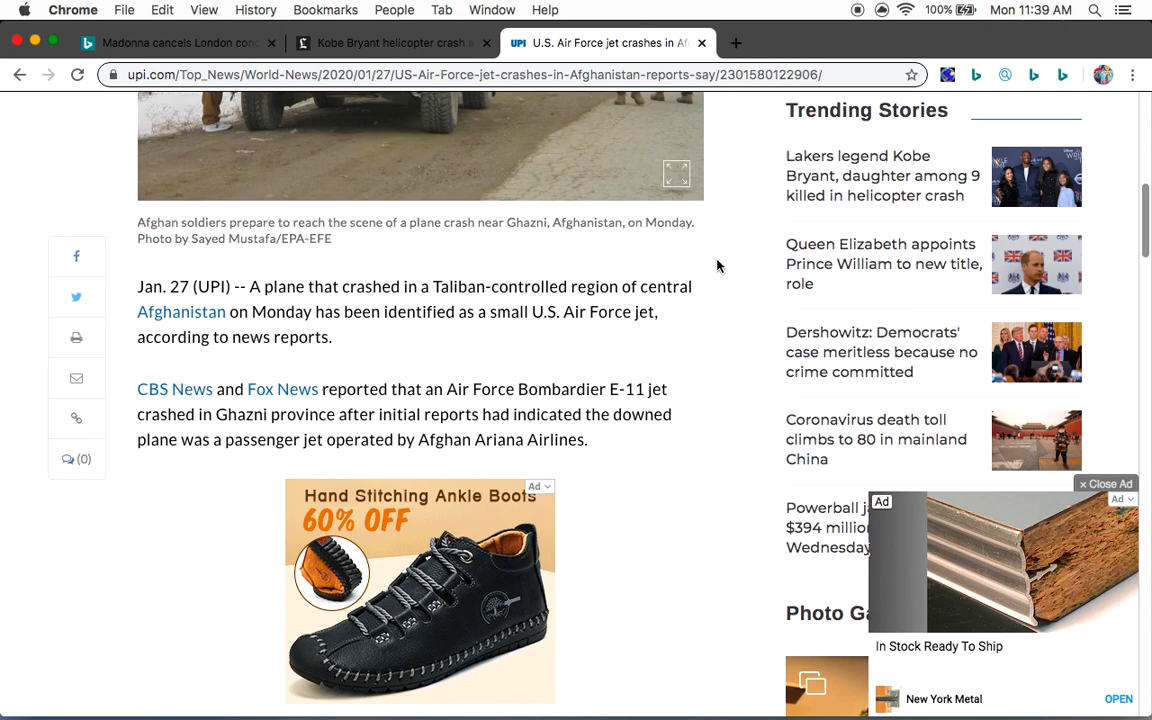 Chrome File Edit View History Bookmarks People Tab Window Help 100% Mon 11:39 AM
Madonna cancels London con
Kobe Bryant helicopter crash
UPI U.S. Air Force jet crashes in Af
upi.com/Top_News/World-News/2020/01/27/US-Air-Force-jet-crashes-in-Afghanistan-reports-say/2301580122906/
Afghan soldiers prepare to reach the scene of a plane crash near Ghazni, Afghanistan, on Monday.
Photo by Sayed Mustafa/EPA-EFE
(0)
Jan. 27 (UPI) -- A plane that crashed in a Taliban-controlled region of central
Afghanistan on Monday has been identified as a small U.S. Air Force jet,
according to news reports.
CBS News and Fox News reported that an Air Force Bombardier E-11 jet
crashed in Ghazni province after initial reports had indicated the downed
plane was a passenger jet operated by Afghan Ariana Airlines.
Ad
Hand Stitching Ankle Boots
60% OFF
Trending Stories
Lakers legend Kobe
Bryant, daughter among 9
killed in helicopter crash
Queen Elizabeth appoints
Prince William to new title,
role
Dershowitz: Democrats'
case meritless because no
crime committed
Coronavirus death toll
climbs to 80 in mainland
China
Powerball j
$394 millio
Wednesday
Photo Ga
x Close Ad
Ad
Ad
In Stock Ready To Ship
New York Metal
OPEN